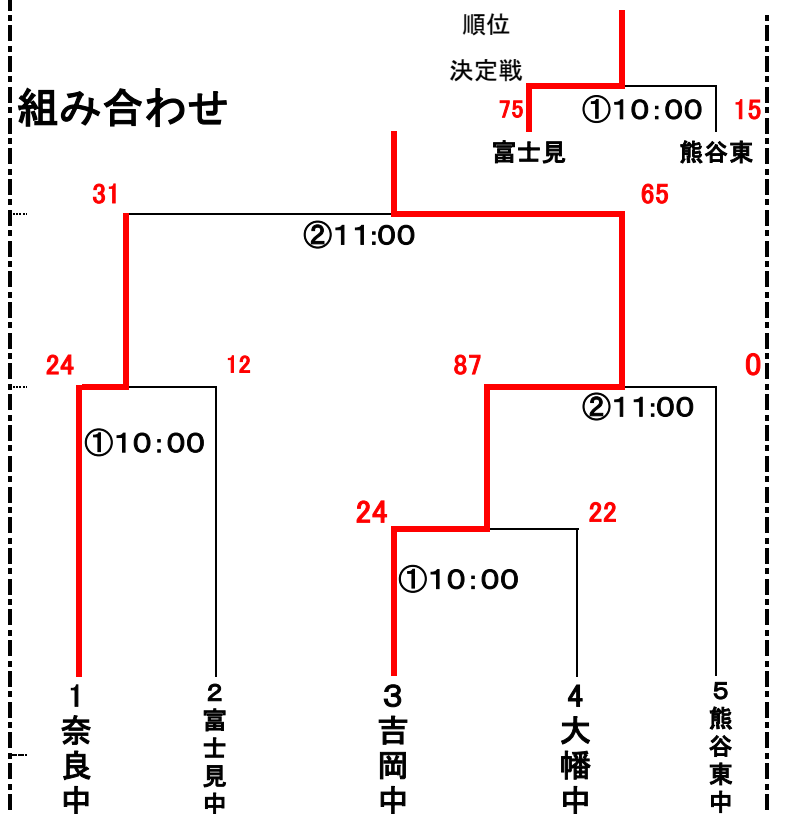 順位
決定戦
組み合わせ
75
①10:00
15
富士見
熊谷東
31
65
②11:00
24
12
87
0
①10:00
②11:00
24
22
①10:00
1
奈良中
2
富士見中
3
吉岡中
4
大幡中
5
熊谷東中